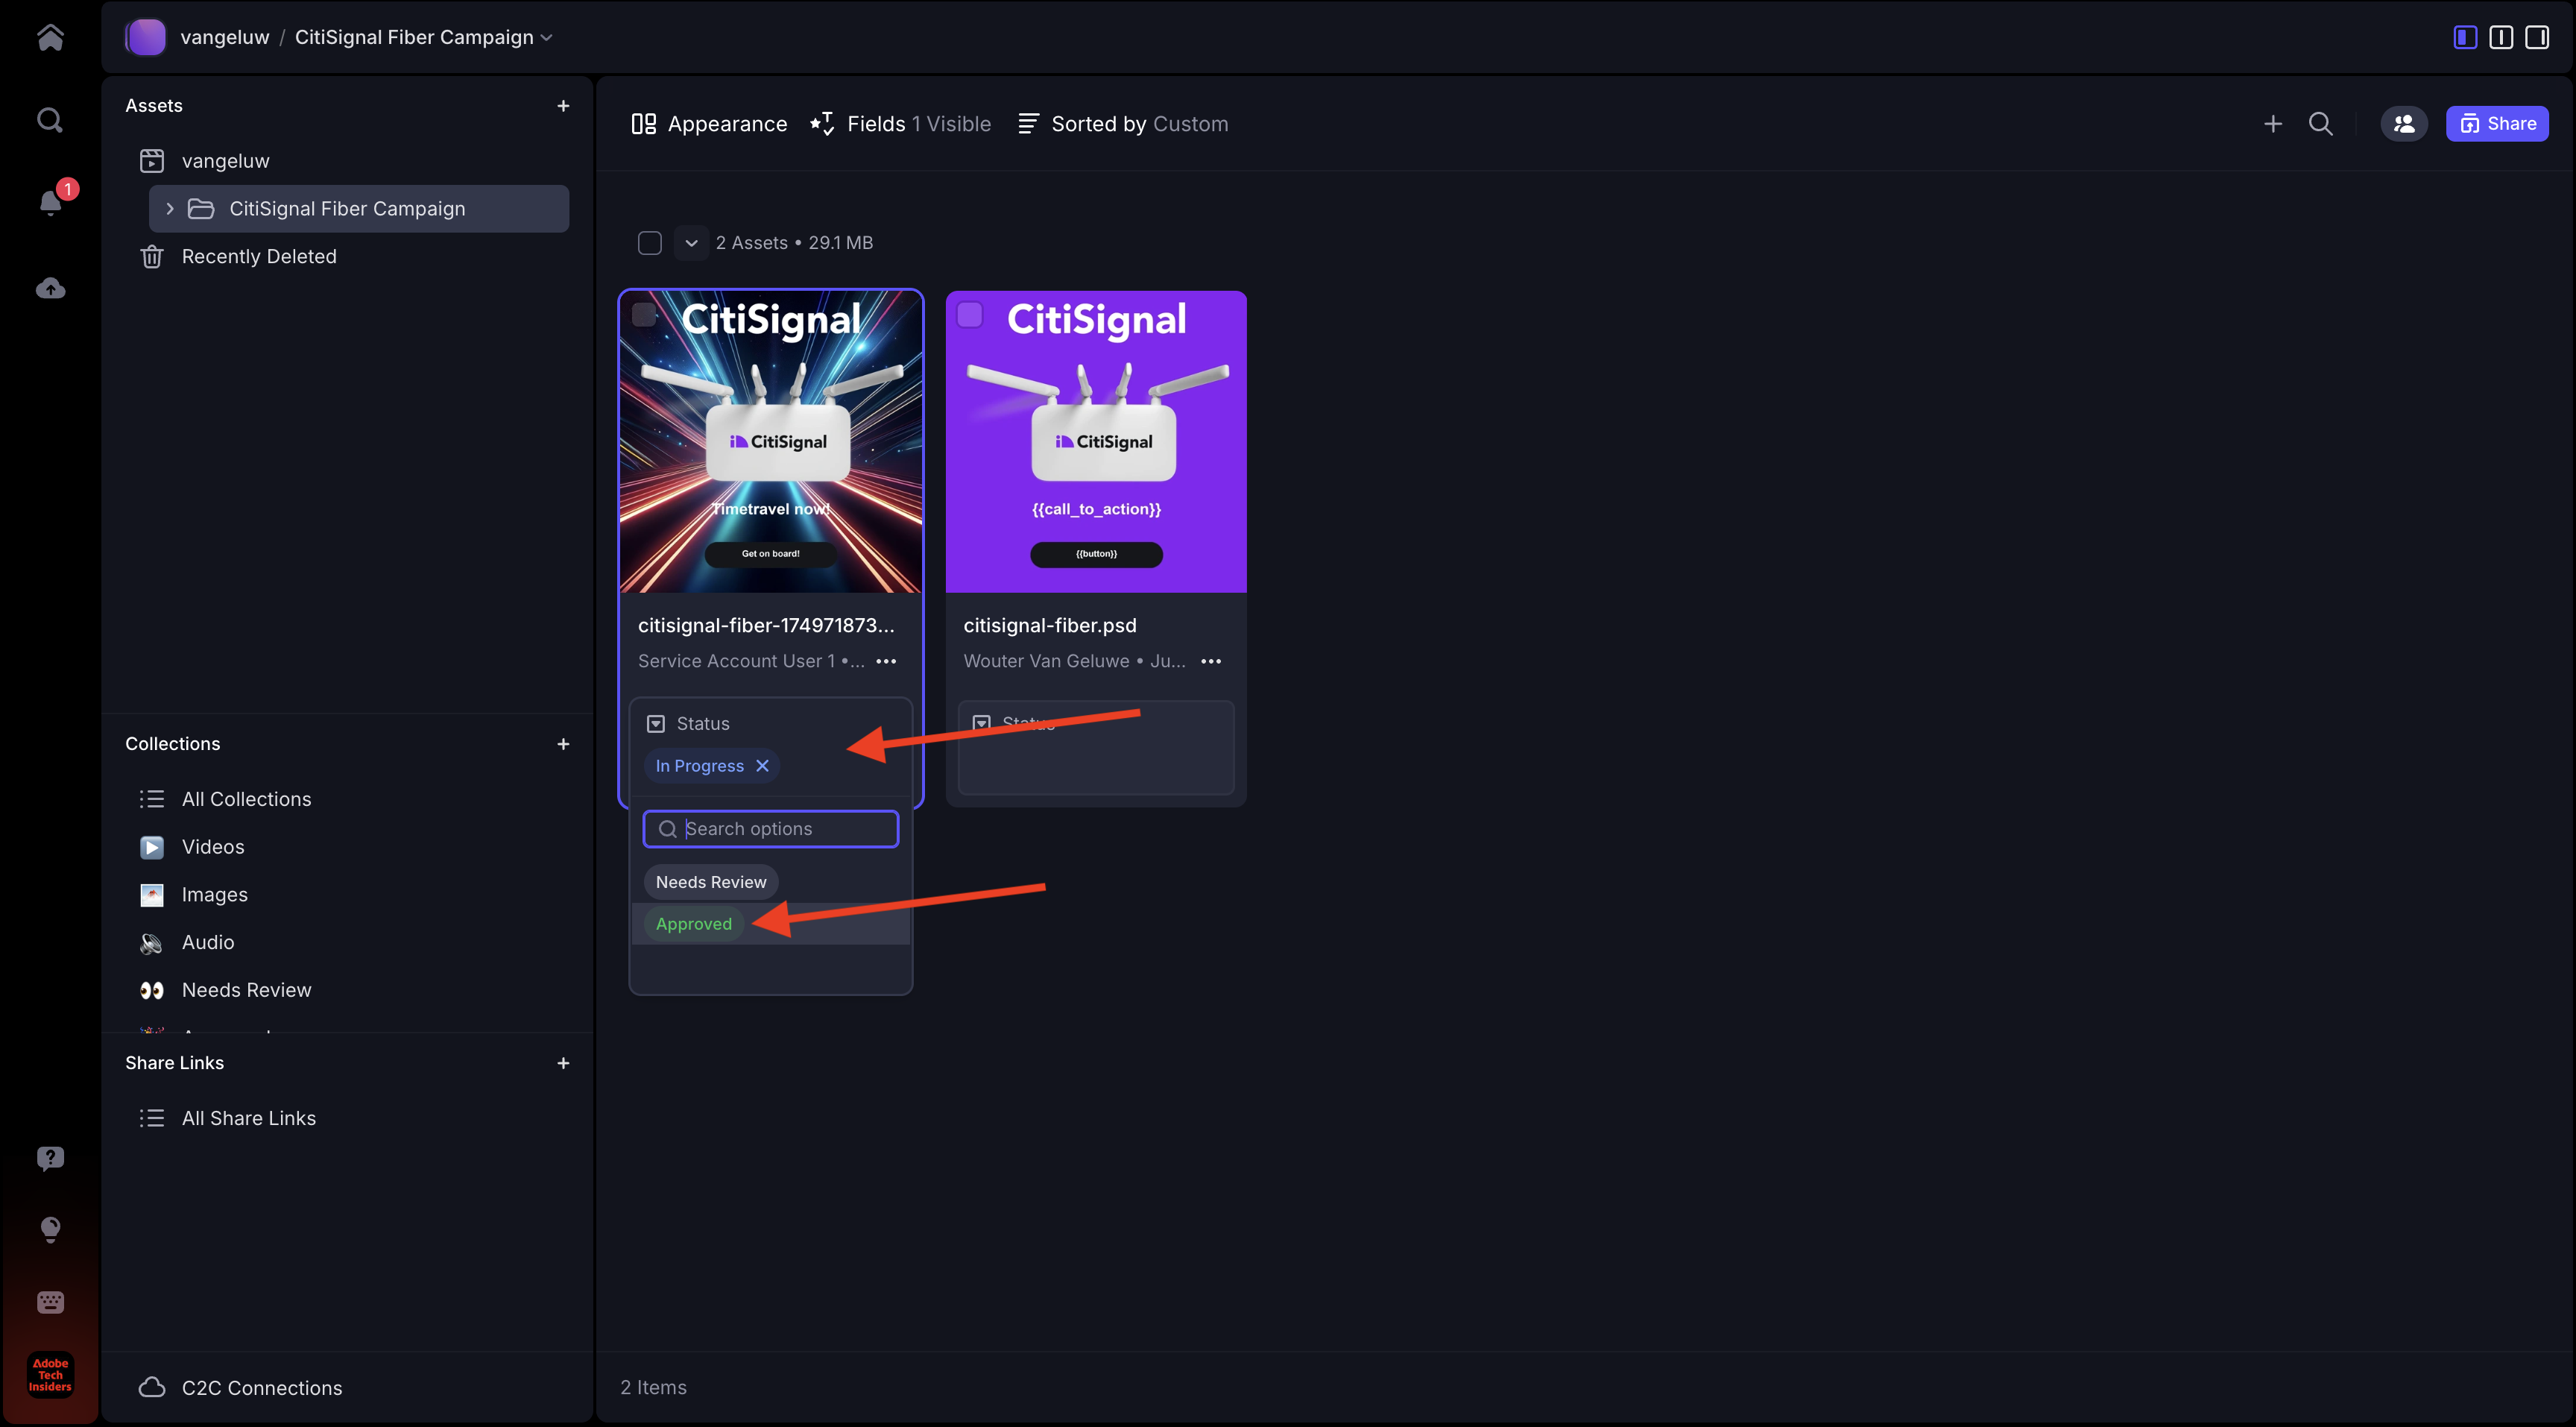 vangeluw / CitiSignal Fiber Campaign
1
Assets
vangeluw
CitiSignal Fiber Campaign
Recently Deleted
Collections
All Collections
Videos
Images
Audio
Needs Review
Share Links
All Share Links
C2C Connections
Adobe
Tech
Insiders
Appearance
Fields 1 Visible
Sorted by Custom
Share
2 Assets • 29.1 MB
CitiSignal
CitiSignal
Timetravel now!
Get on board!
citisignal-fiber-174971873...
Service Account User 1 •...
Status
In Progress
Search options
Needs Review
Approved
CitiSignal
CitiSignal
{{call_to_action}}
{{button}}
citisignal-fiber.psd
Wouter Van Geluwe • Ju...
Status
2 Items